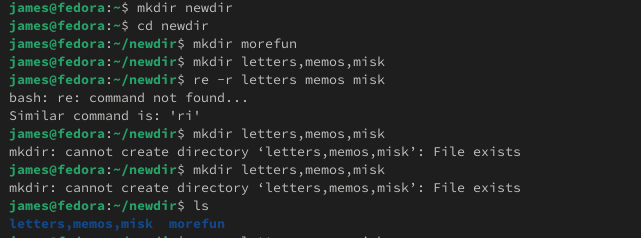 james@fedora:~$ mkdir newdir
james@fedora:~$ cd newdir
james@fedora:~/newdir$ mkdir morefun
james@fedora:~/newdir$ mkdir letters,memos,misk
james@fedora:~/newdir$ re -r letters memos misk
bash: re: command not found...
Similar command is: 'ri'
james@fedora:~/newdir$ mkdir letters,memos,misk
mkdir: cannot create directory ‘letters,memos,misk’: File exists
james@fedora:~/newdir$ mkdir letters,memos,misk
mkdir: cannot create directory ‘letters,memos,misk’: File exists
james@fedora:~/newdir$ ls
letters,memos,misk  morefun